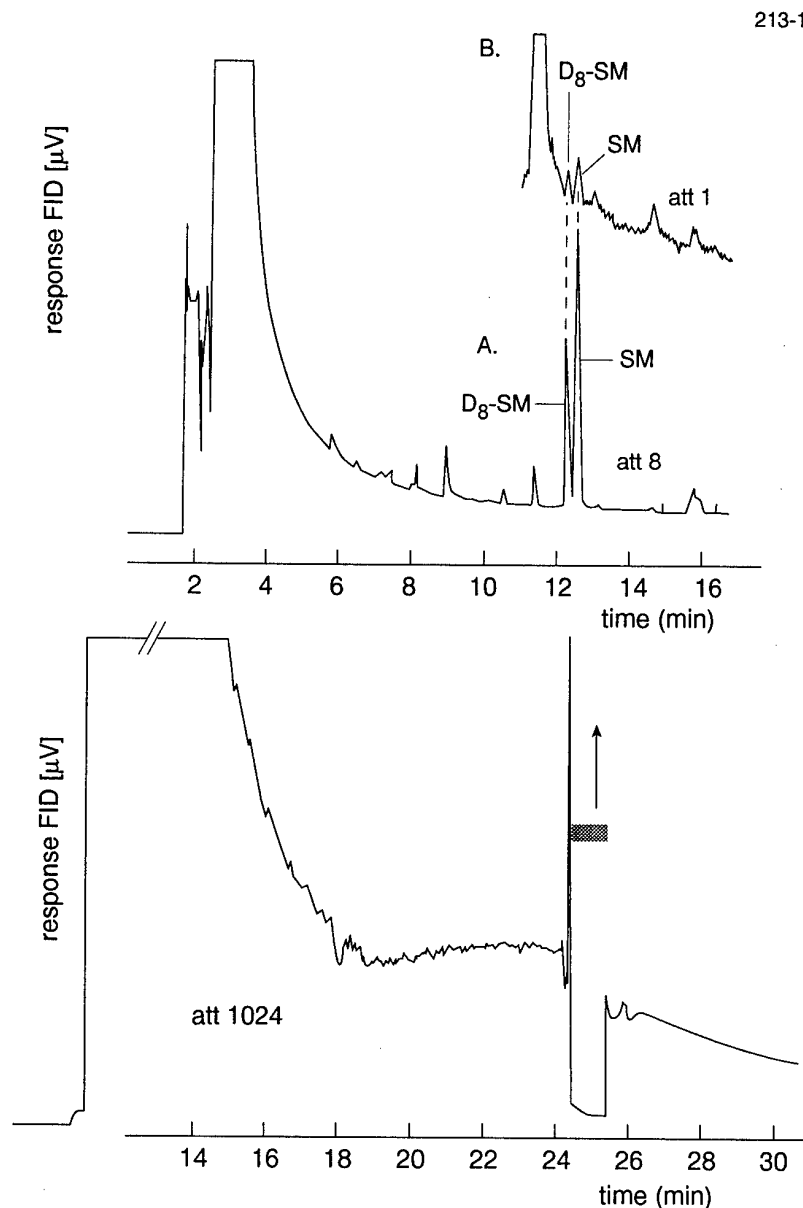 213-1
B.
D8-SM
SM
att 1
response FID [µV]
A.
SM
D8-SM
att 8
2 4 6 8 10 12 14 16
time (min)
response FID [µV]
att 1024
14 16 18 20 22 24 26 28 30
time (min)